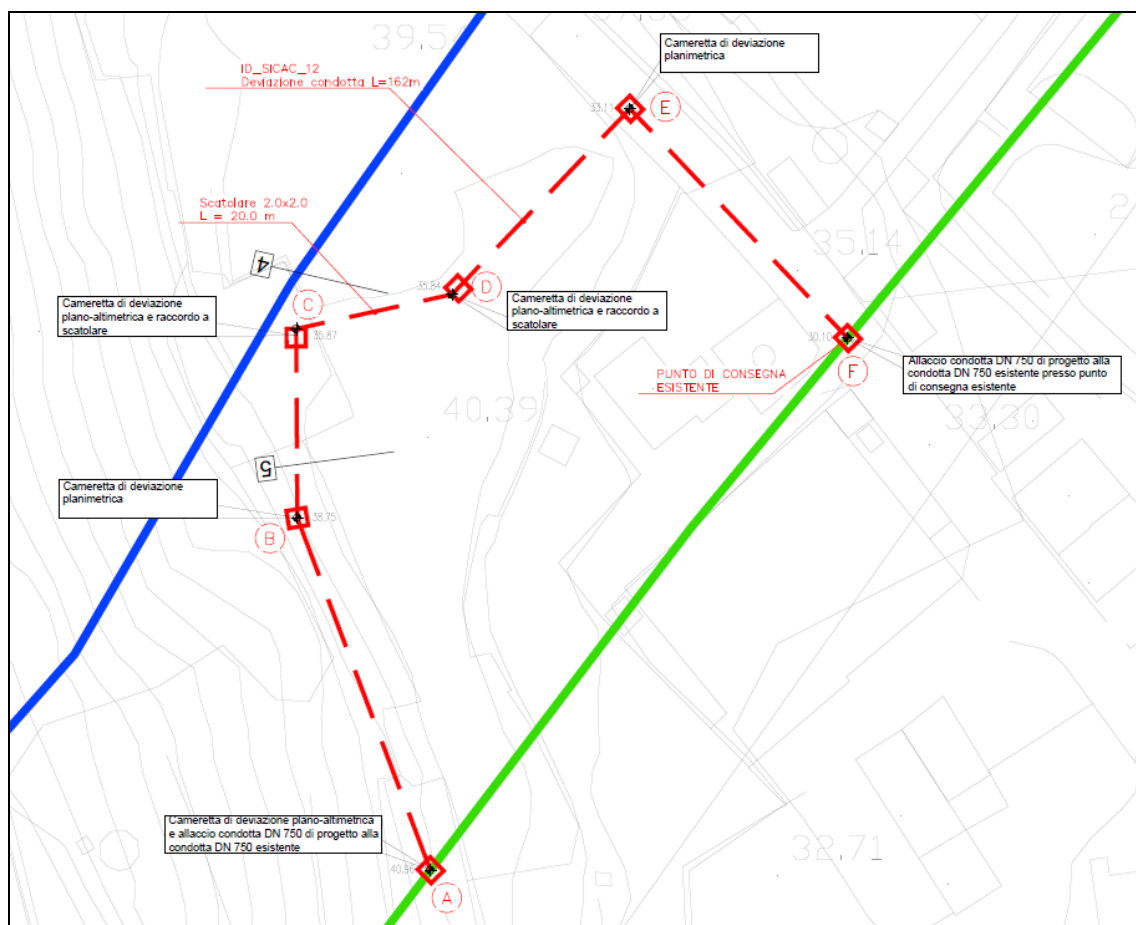 39,5
Cameretta di deviazione
planimetrica
ID_SICAC_12
Deviazione condotta L=162m
33.11
E
Scatolare 2.0x2.0
L = 20.0 m
35,14
4
35.84
D
Cameretta di deviazione
plano-altimetrica e raccordo a
scatolare
C
Cameretta di deviazione
plano-altimetrica e raccordo a
scatolare
35.87
30.10
F
Allaccio condotta DN 750 di progetto alla
condotta DN 750 esistente presso punto
di consegna esistente
PUNTO DI CONSEGNA
ESISTENTE
40,39
33,30
5
Cameretta di deviazione
planimetrica
38.75
B
Cameretta di deviazione plano-altimetrica
e allaccio condotta DN 750 di progetto alla
condotta DN 750 esistente
32,71
A